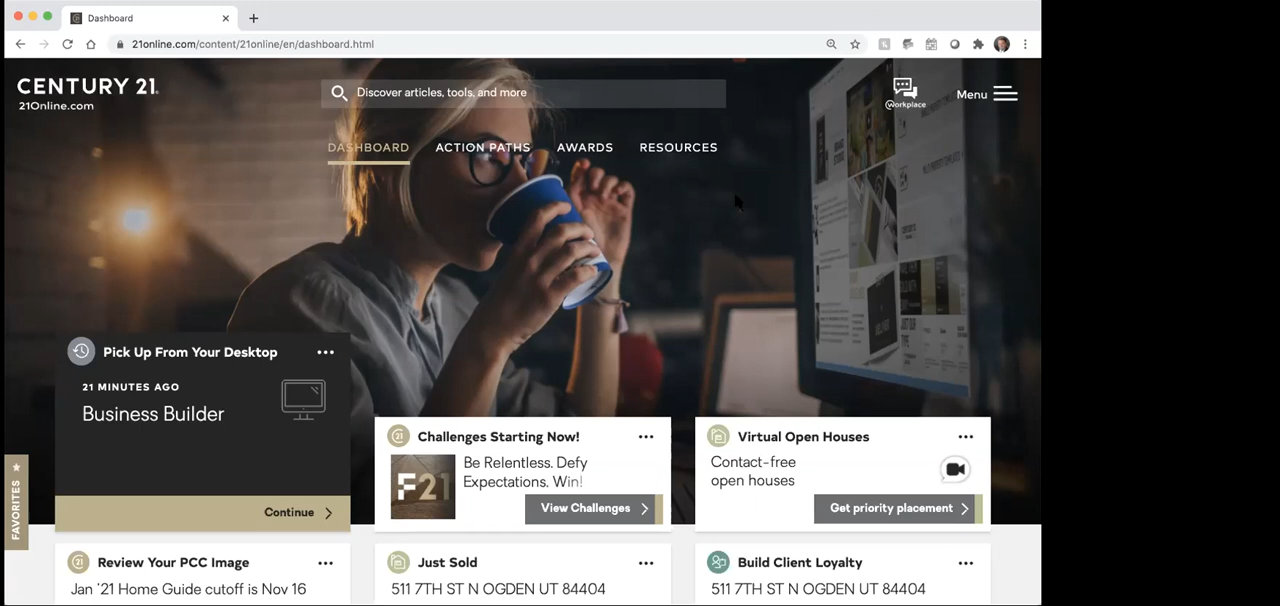 Dashboard
21online.com/content/21online/en/dashboard.html
CENTURY 21
21Online.com
Discover articles, tools, and more
Workplace
Menu
DASHBOARD ACTION PATHS AWARDS RESOURCES
Pick Up From Your Desktop
21 MINUTES AGO
Business Builder
Continue
FAVORITES
Challenges Starting Now!
F21
Be Relentless. Defy
Expectations. Win!
View Challenges
Virtual Open Houses
Contact-free
open houses
Get priority placement
21 Review Your PCC Image
Jan '21 Home Guide cutoff is Nov 16
Just Sold
511 7TH ST N OGDEN UT 84404
Build Client Loyalty
511 7TH ST N OGDEN UT 84404